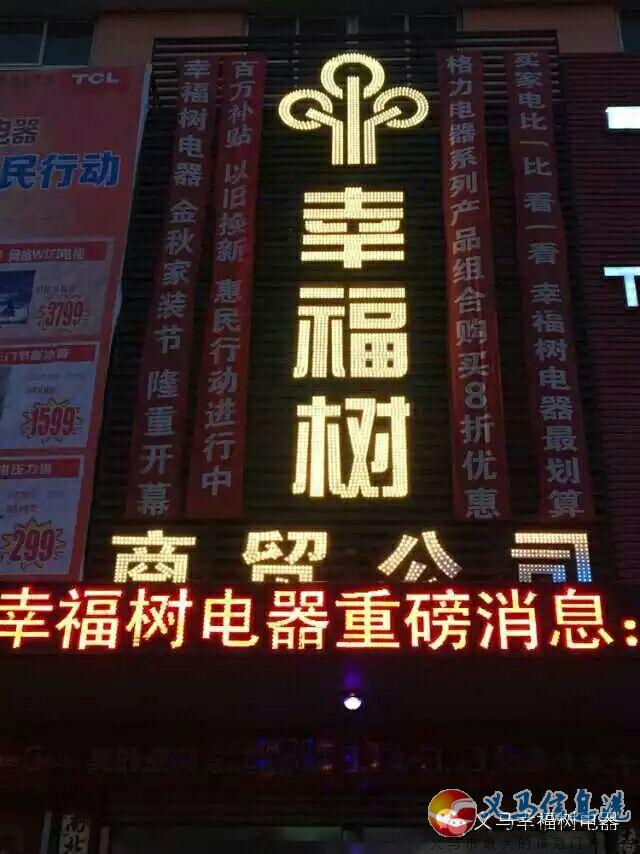 TCL
电器
民行动
3799
1599
299
幸福树电器 金秋家装节 隆重开幕
百万补贴 以旧换新 惠民行动进行中
幸福树
格力电器系列产品组合购买8折优惠
买家电比一比 看一看 幸福树电器最划算
商贸公司
幸福树电器重磅消息:
义马信息港
义马幸福树电器